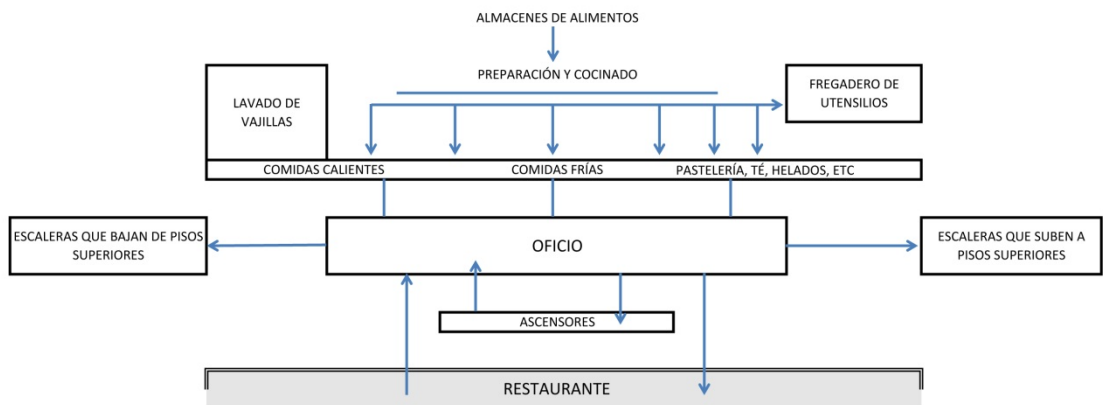 ALMACENES DE ALIMENTOS
PREPARACIÓN Y COCINADO
LAVADO DE
VAJILLAS
FREGADERO DE
UTENSILIOS
COMIDAS CALIENTES
COMIDAS FRÍAS
PASTELERÍA, TÉ, HELADOS, ETC
ESCALERAS QUE BAJAN DE PISOS
SUPERIORES
OFICIO
ESCALERAS QUE SUBEN A
PISOS SUPERIORES
ASCENSORES
RESTAURANTE